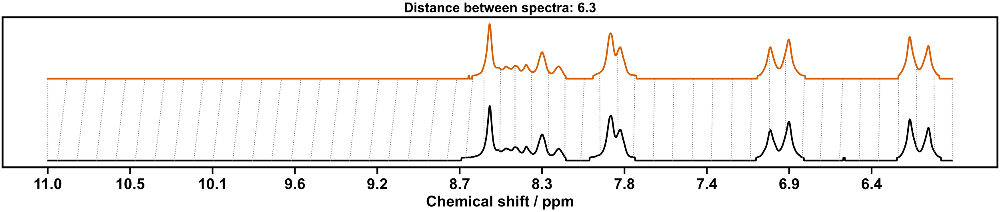 Distance between spectra: 6.3
11.0 10.5 10.1 9.6 9.2 8.7 8.3 7.8 7.4 6.9 6.4
Chemical shift / ppm